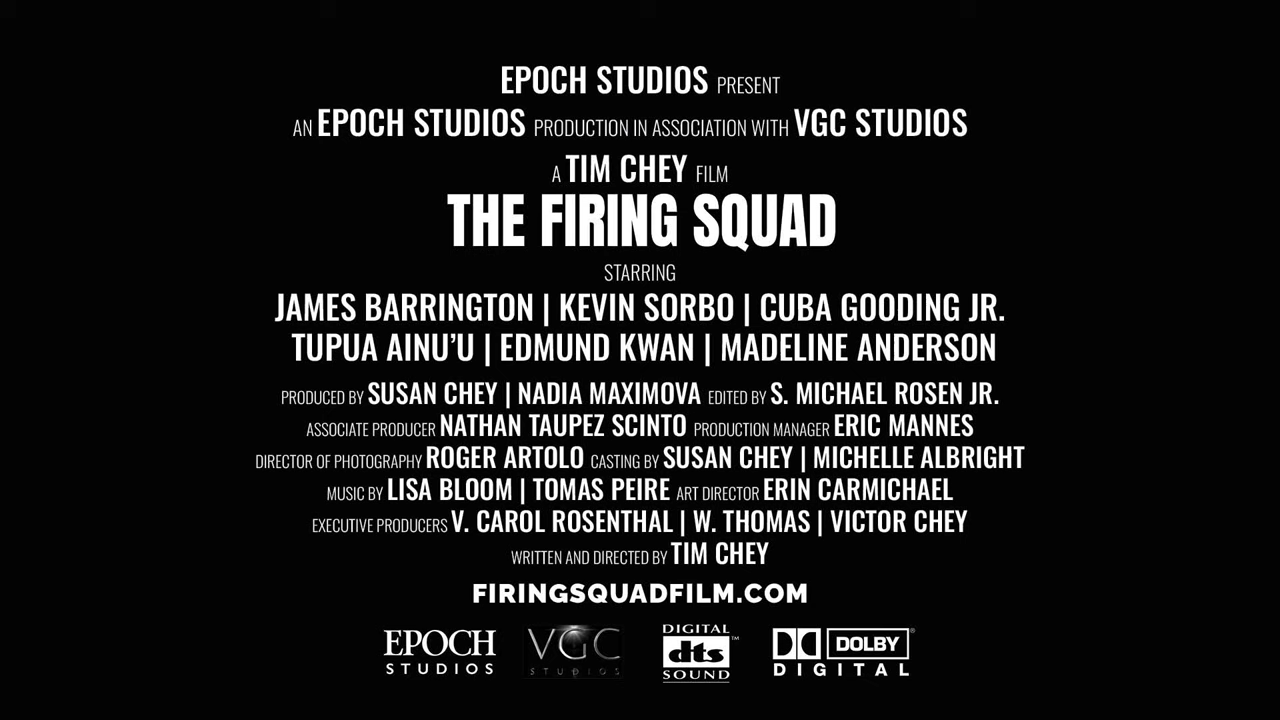 EPOCH STUDIOS PRESENT
AN EPOCH STUDIOS PRODUCTION IN ASSOCIATION WITH VGC STUDIOS
A TIM CHEY FILM
THE FIRING SQUAD
STARRING
JAMES BARRINGTON | KEVIN SORBO | CUBA GOODING JR.
TUPUA AINU'U | EDMUND KWAN | MADELINE ANDERSON
PRODUCED BY SUSAN CHEY | NADIA MAXIMOVA EDITED BY S. MICHAEL ROSEN JR.
ASSOCIATE PRODUCER NATHAN TAUPEZ SCINTO PRODUCTION MANAGER ERIC MANNES
DIRECTOR OF PHOTOGRAPHY ROGER ARTOLO CASTING BY SUSAN CHEY | MICHELLE ALBRIGHT
MUSIC BY LISA BLOOM | TOMAS PEIRE ART DIRECTOR ERIN CARMICHAEL
EXECUTIVE PRODUCERS V. CAROL ROSENTHAL | W. THOMAS | VICTOR CHEY
WRITTEN AND DIRECTED BY TIM CHEY
FIRINGSQUADFILM.COM
EPOCH
STUDIOS
VGC
STUDIOS
DIGITAL
dts™
SOUND
DOLBY®
DIGITAL